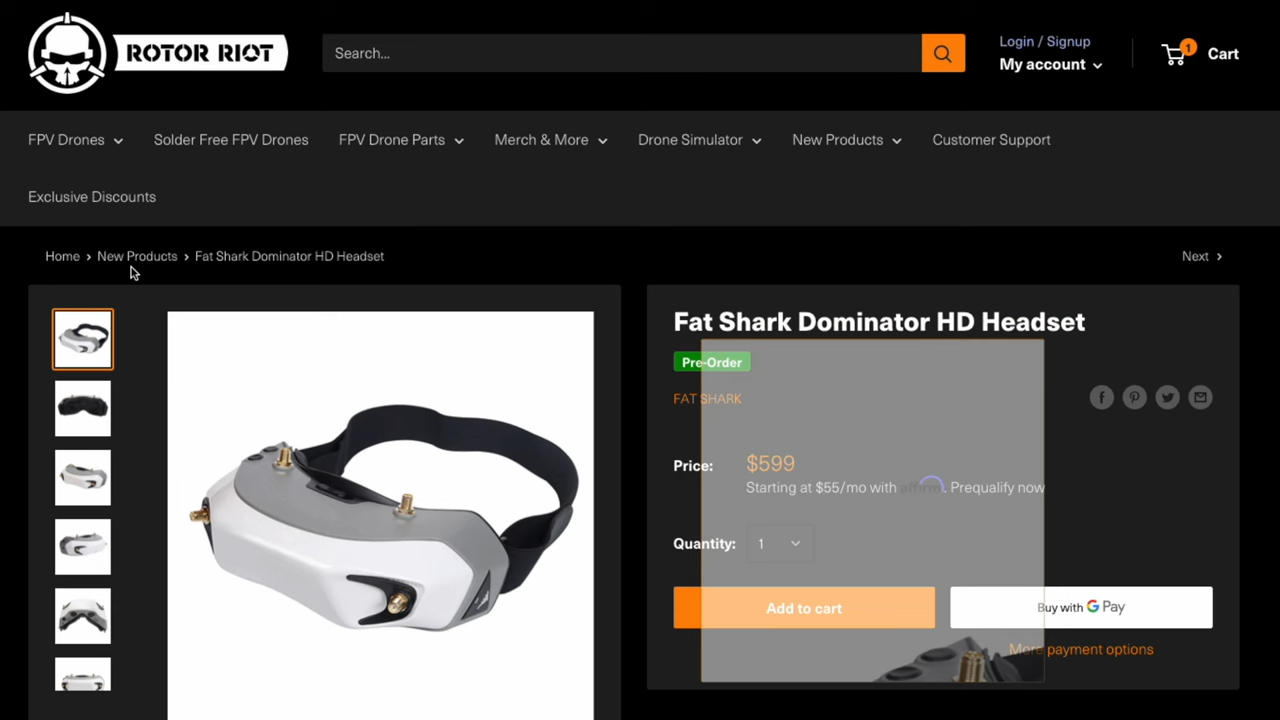 ROTOR RIOT
Search...
Login / Signup
My account
1
Cart
FPV Drones
Solder Free FPV Drones
FPV Drone Parts
Merch & More
Drone Simulator
New Products
Customer Support
Exclusive Discounts
Home › New Products › Fat Shark Dominator HD Headset
Next ›
Fat Shark Dominator HD Headset
Pre-Order
FAT SHARK
Price:
$599
Starting at $55/mo with affirm. Prequalify now
Quantity:
1
Add to cart
Buy with G Pay
More payment options